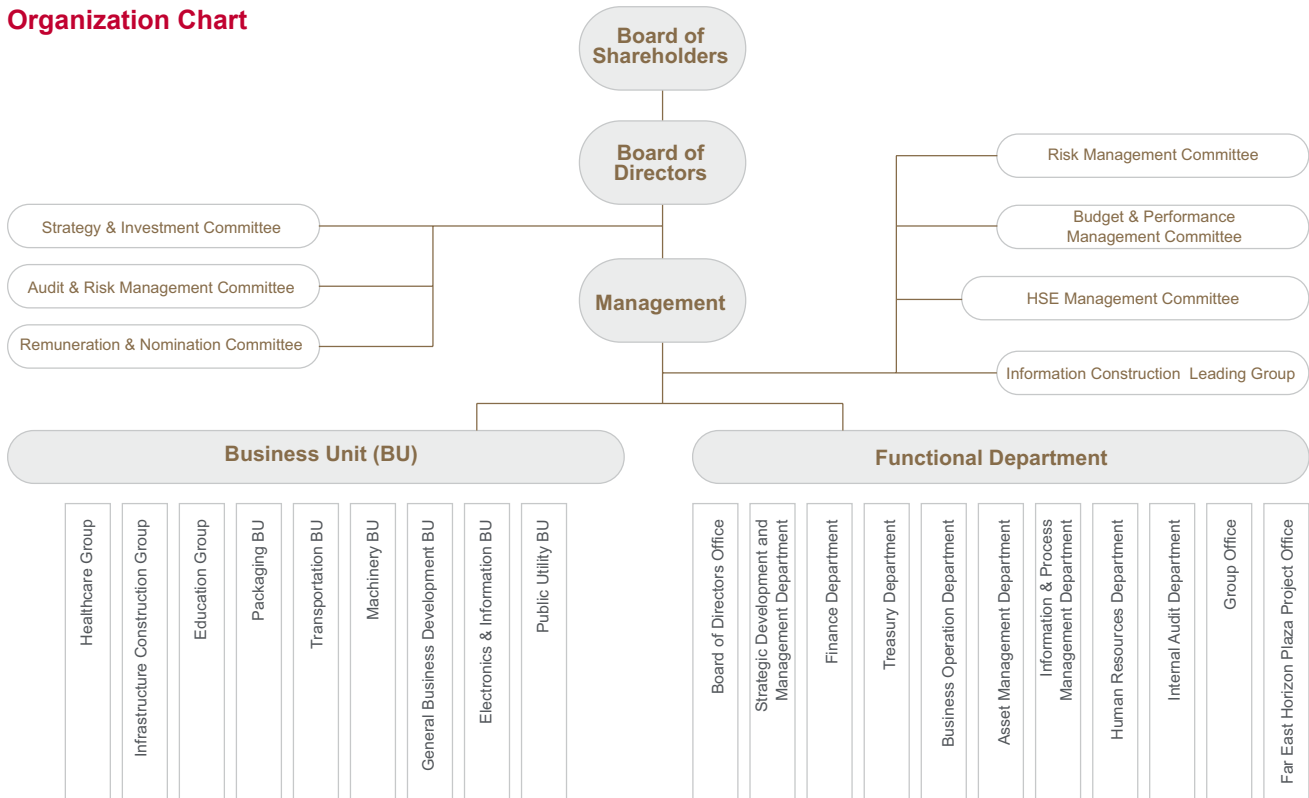 Organization Chart
Board of
Shareholders
Board of
Directors
Strategy & Investment Committee
Audit & Risk Management Committee
Remuneration & Nomination Committee
Management
Risk Management Committee
Budget & Performance
Management Committee
HSE Management Committee
Information Construction Leading Group
Business Unit (BU)
Healthcare Group
Infrastructure Construction Group
Education Group
Packaging BU
Transportation BU
Machinery BU
General Business Development BU
Electronics & Information BU
Public Utility BU
Functional Department
Board of Directors Office
Strategic Development and
Management Department
Finance Department
Treasury Department
Business Operation Department
Asset Management Department
Information & Process
Management Department
Human Resources Department
Internal Audit Department
Group Office
Far East Horizon Plaza Project Office